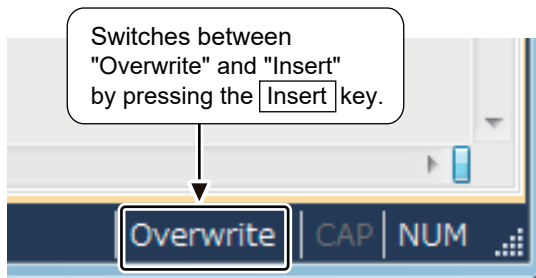 Switches between
"Overwrite" and "Insert"
by pressing the Insert key.
Overwrite CAP NUM